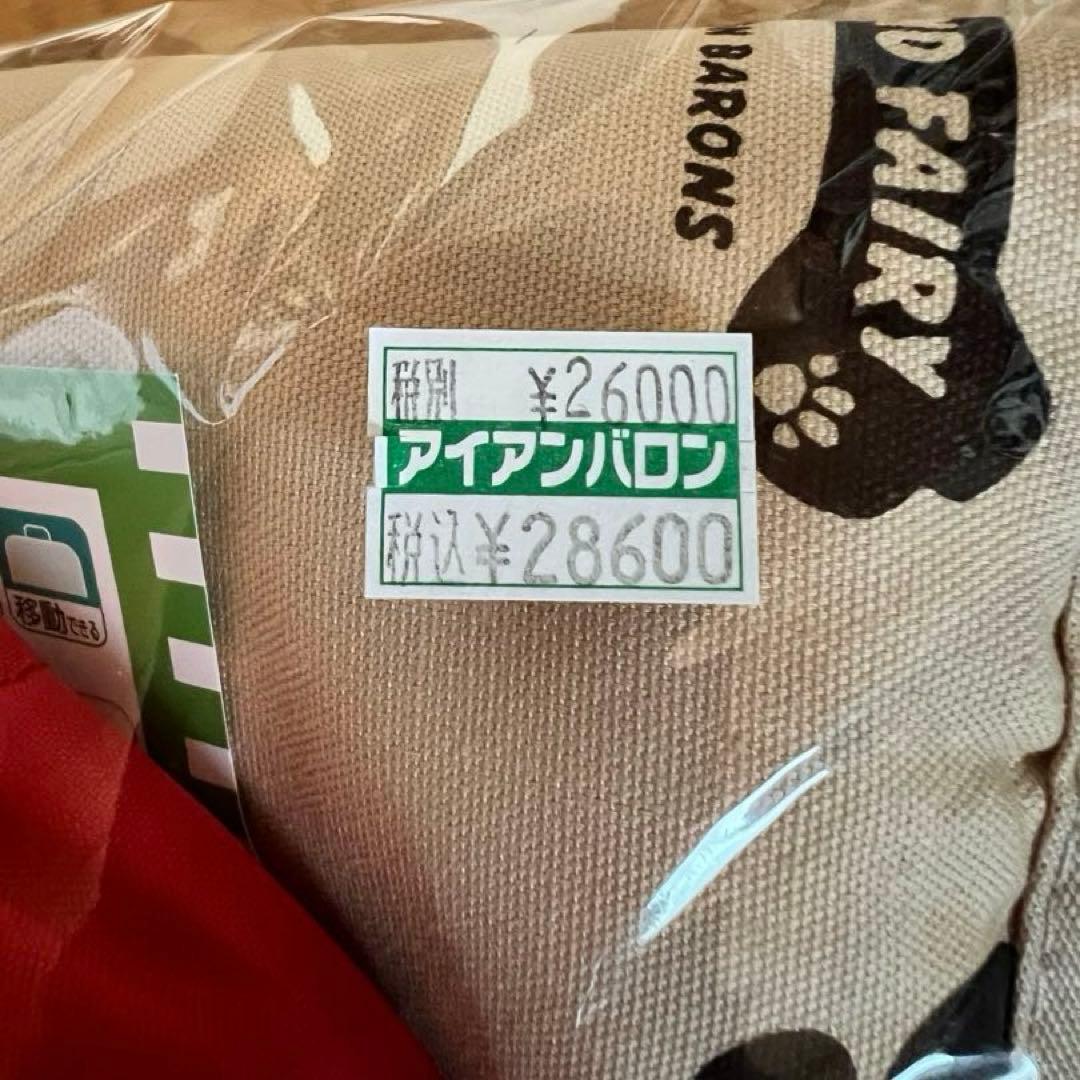 BARONS
FAIRY
税別 ¥26000
アイアンバロン
税込 ¥28600
移動できる